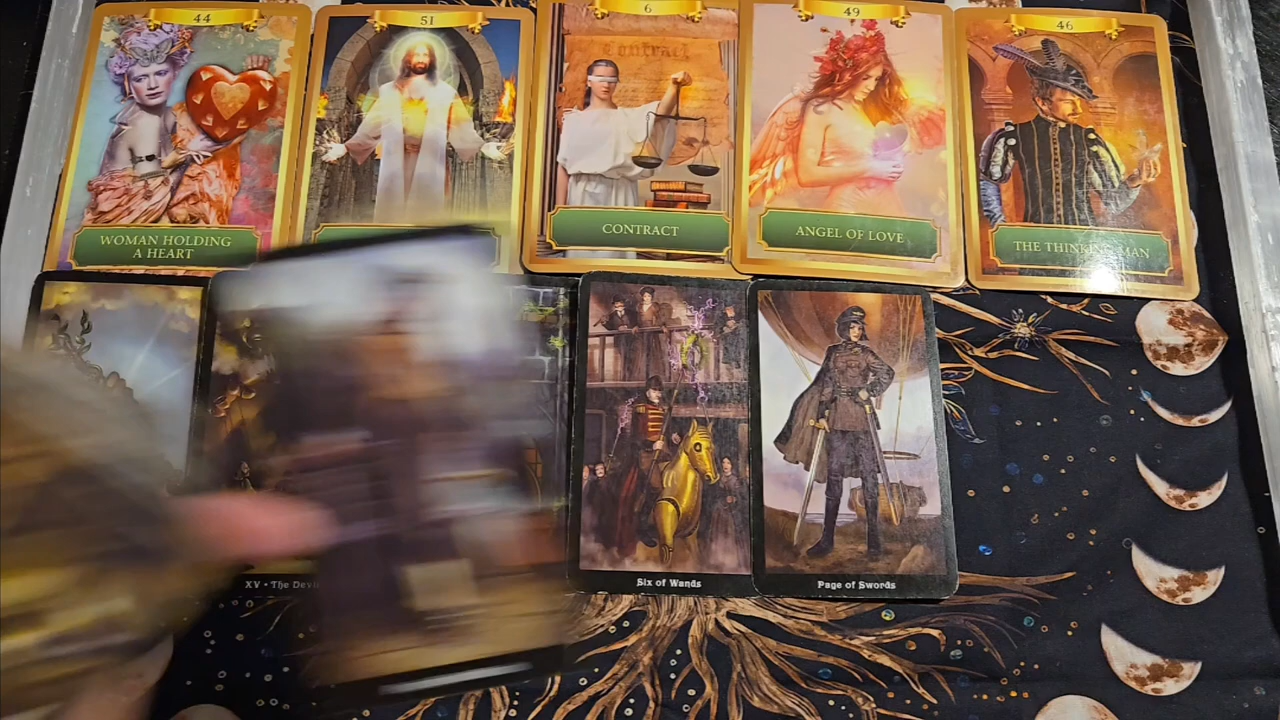 44
51
6
49
46
Contract
WOMAN HOLDING
A HEART
CONTRACT
ANGEL OF LOVE
THE THINKING MAN
XV • The Devil
Six of Wands
Page of Swords